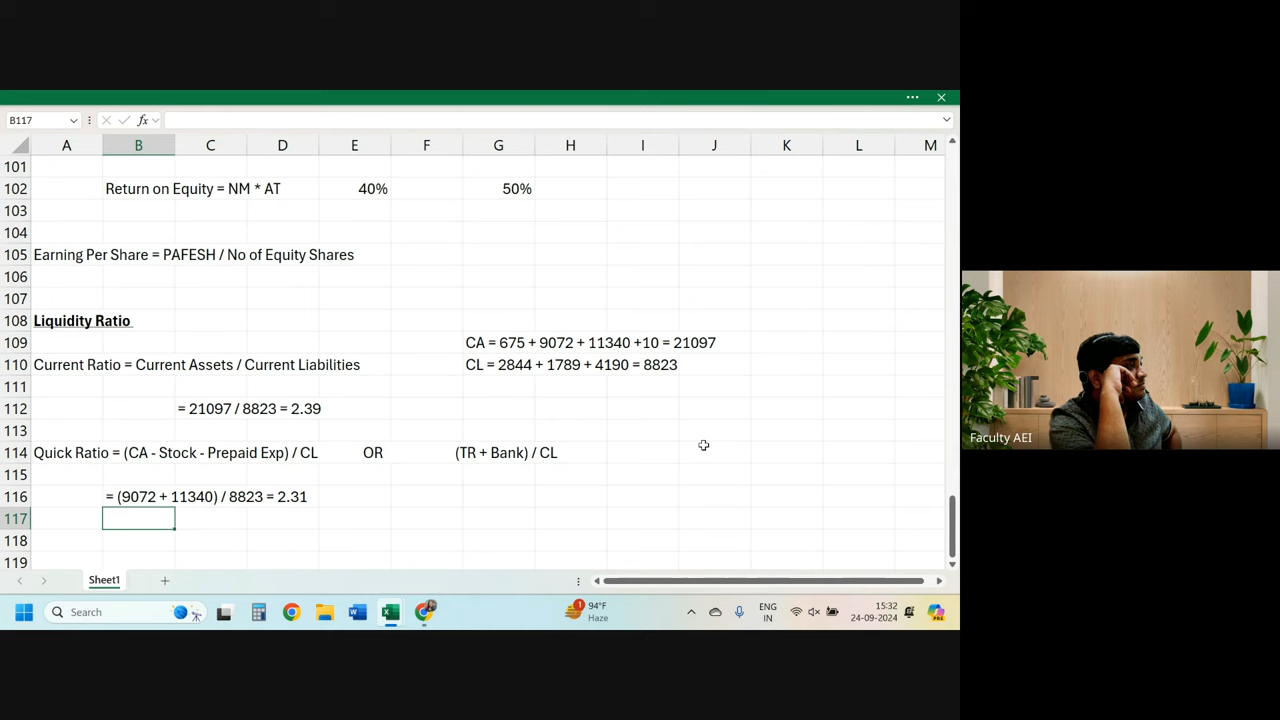 B117
fx
A B C D E F G H I J K L M
101
102 Return on Equity = NM * AT 40% 50%
103
104
105 Earning Per Share = PAFESH / No of Equity Shares
106
107
108 Liquidity Ratio
109 CA = 675 + 9072 + 11340 +10 = 21097
110 Current Ratio = Current Assets / Current Liabilities CL = 2844 + 1789 + 4190 = 8823
111
112 = 21097 / 8823 = 2.39
113
114 Quick Ratio = (CA - Stock - Prepaid Exp) / CL OR (TR + Bank) / CL
115
116 = (9072 + 11340) / 8823 = 2.31
117
118
119
Sheet1
Search 1 94°F ENG 15:32
Haze IN 24-09-2024
Faculty AEI